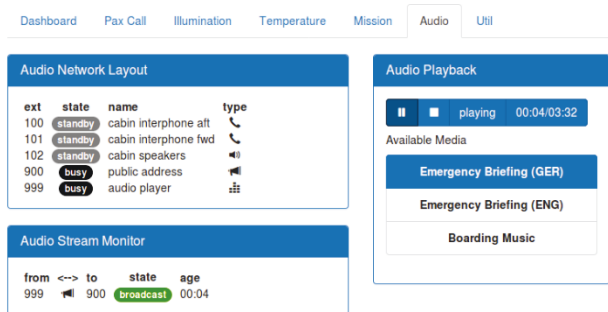 Dashboard Pax Call Illumination Temperature Mission Audio Util
Audio Network Layout
ext state name type
100 standby cabin interphone aft
101 standby cabin interphone fwd
102 standby cabin speakers
900 busy public address
999 busy audio player
Audio Stream Monitor
from <--> to state age
999 900 broadcast 00:04
Audio Playback
playing 00:04/03:32
Available Media
Emergency Briefing (GER)
Emergency Briefing (ENG)
Boarding Music